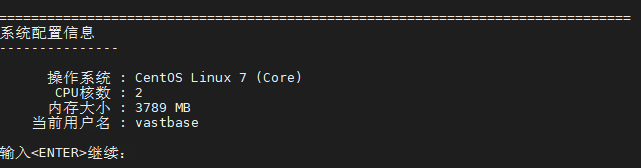 ===============================================================================
系统配置信息
---------------
操作系统 : CentOS Linux 7 (Core)
CPU核数 : 2
内存大小 : 3789 MB
当前用户名 : vastbase
输入<ENTER>继续: